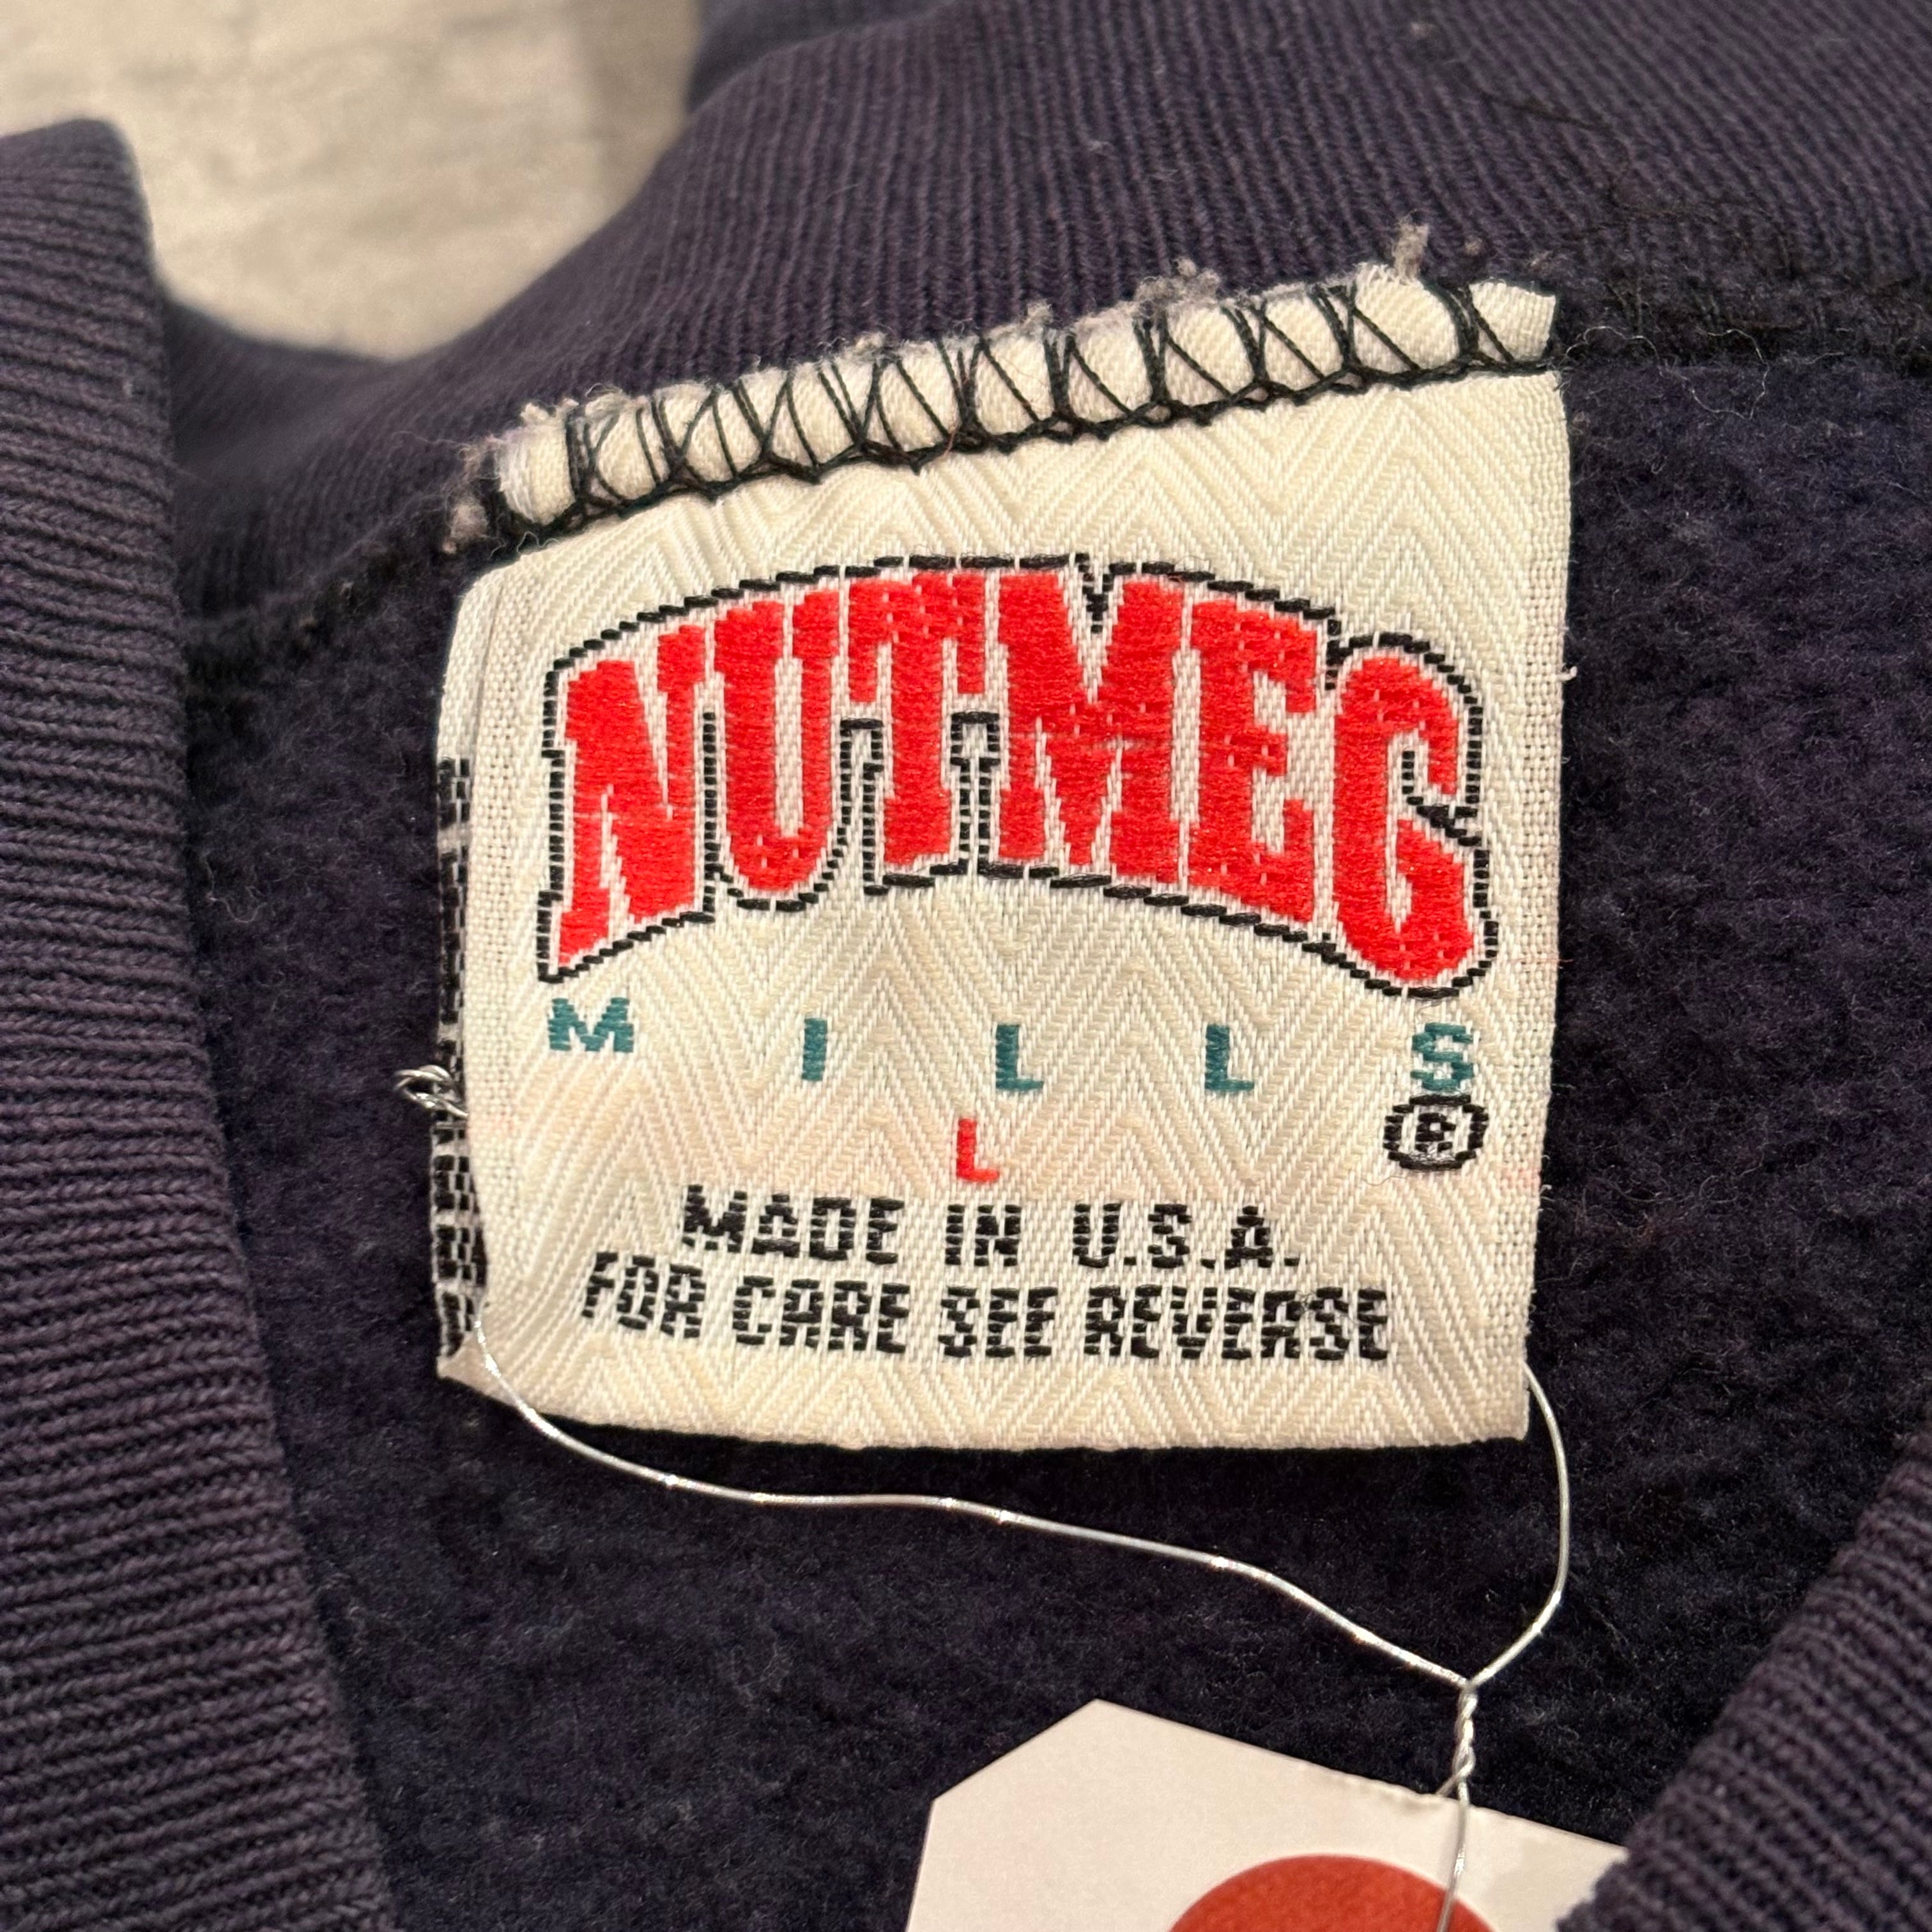 NUTMEG
MILLS
®
L
MADE IN U.S.A.
FOR CARE SEE REVERSE